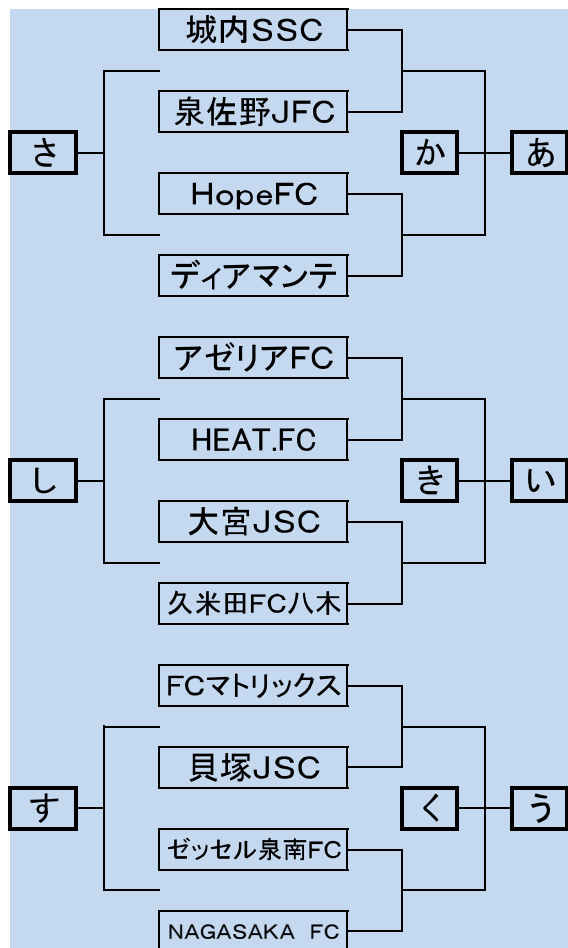 城内SSC
泉佐野JFC
さ
か
あ
HopeFC
ディアマンテ
アゼリアFC
HEAT.FC
し
き
い
大宮JSC
久米田FC八木
FCマトリックス
貝塚JSC
す
く
う
ゼッセル泉南FC
NAGASAKA FC